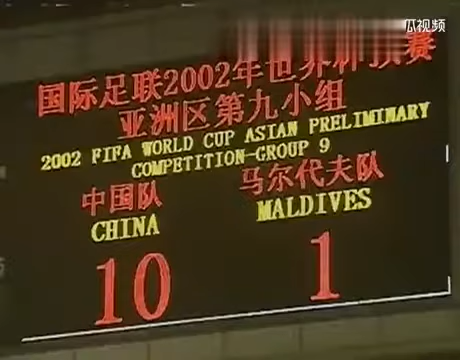 瓜视频
国际足联2002年世界杯预赛
亚洲区第九小组
2002 FIFA WORLD CUP ASIAN PRELIMINARY
COMPETITION-GROUP 9
中国队 马尔代夫队
CHINA MALDIVES
10 1